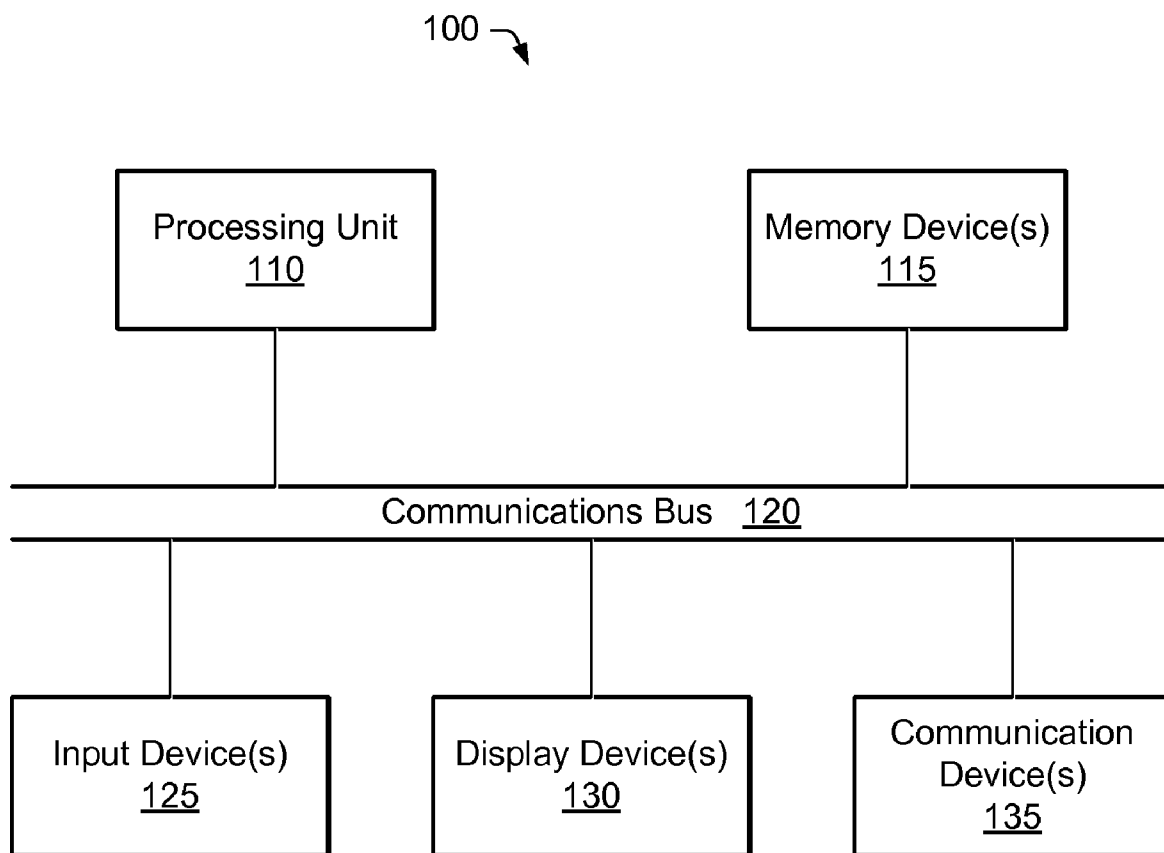 100
Processing Unit
110
Memory Device(s)
115
Communications Bus 120
Input Device(s)
125
Display Device(s)
130
Communication
Device(s)
135